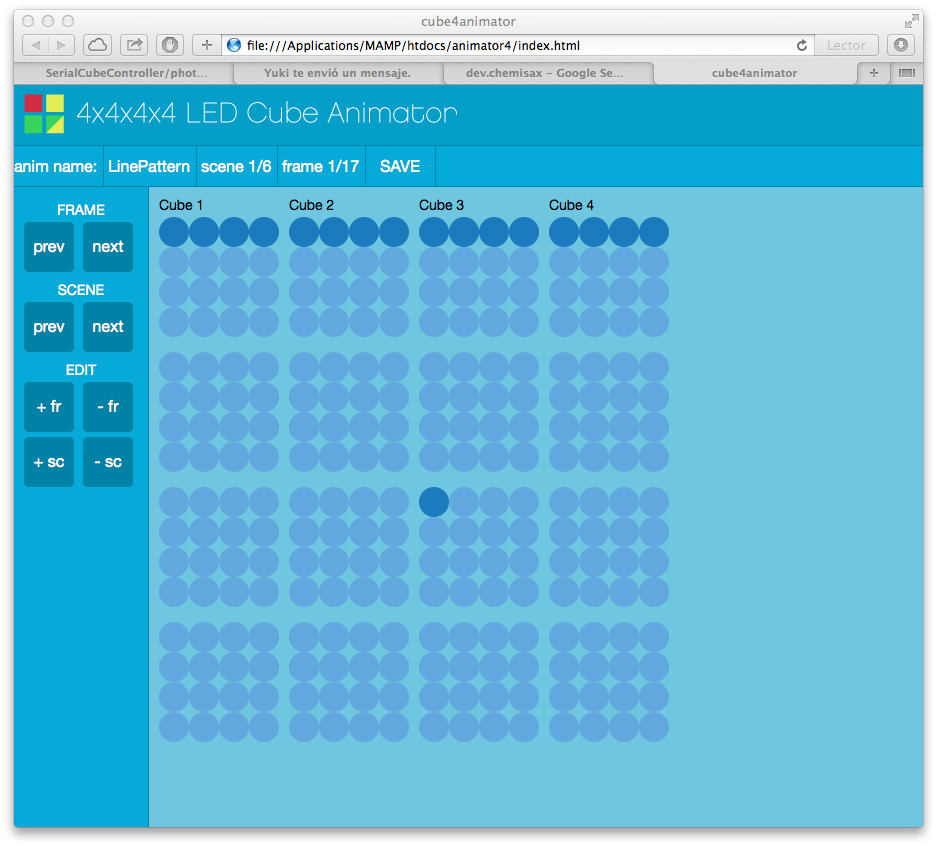 cube4animator
file:///Applications/MAMP/htdocs/animator4/index.html
Lector
SerialCubeController/phot...
Yuki te envió un mensaje.
dev.chemisax – Google Se...
cube4animator
4x4x4x4 LED Cube Animator
anim name: LinePattern scene 1/6 frame 1/17 SAVE
FRAME
prev next
SCENE
prev next
EDIT
+ fr - fr
+ sc - sc
Cube 1 Cube 2 Cube 3 Cube 4